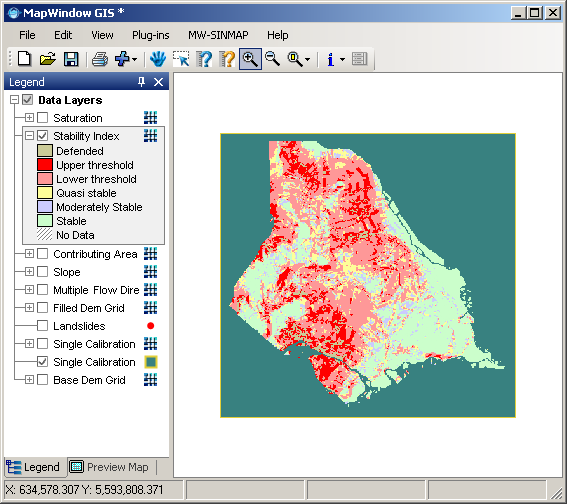 MapWindow GIS *
File Edit View Plug-ins MW-SINMAP Help
Legend
Data Layers
Saturation
Stability Index
Defended
Upper threshold
Lower threshold
Quasi stable
Moderately Stable
Stable
No Data
Contributing Area
Slope
Multiple Flow Dire
Filled Dem Grid
Landslides
Single Calibration
Single Calibration
Base Dem Grid
Legend Preview Map
X: 634,578.307 Y: 5,593,808.371